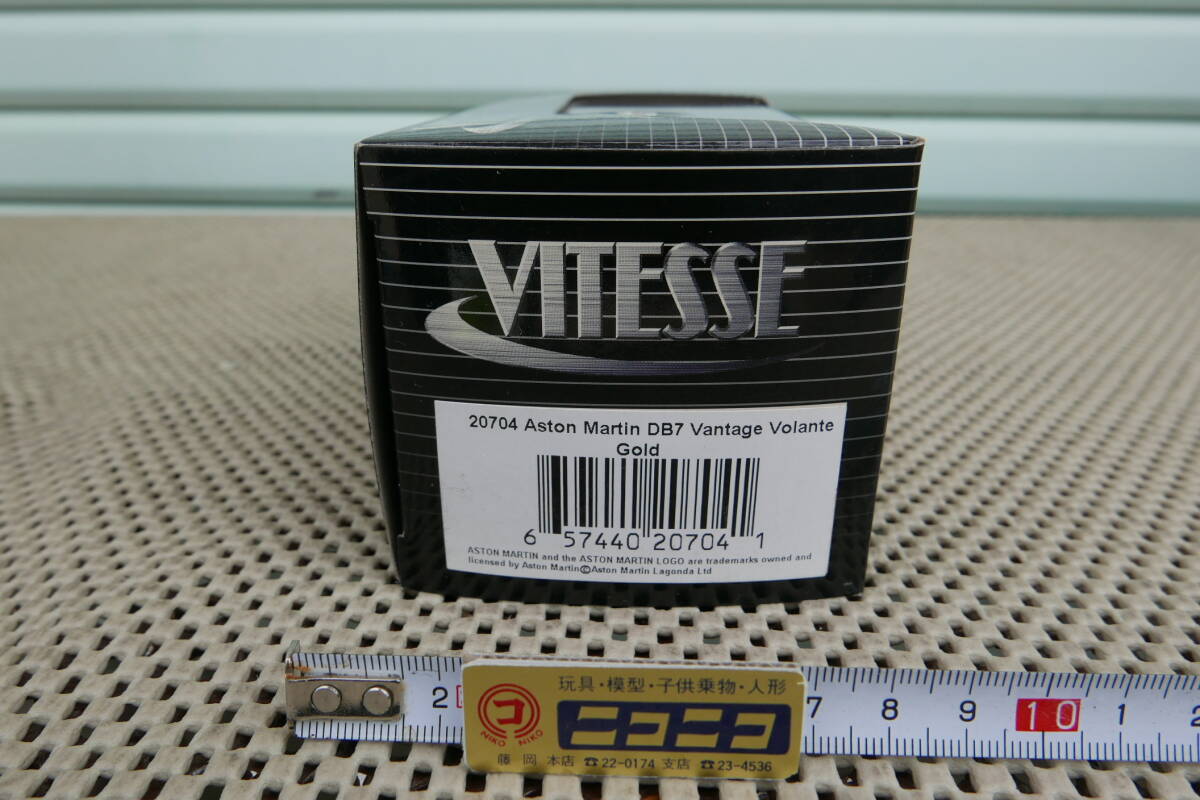 VITESSE
20704 Aston Martin DB7 Vantage Volante
Gold
6 57440 20704 1
ASTON MARTIN and the ASTON MARTIN LOGO are trademarks owned and
licensed by Aston Martin©Aston Martin Lagonda Ltd
2 7 8 9 10 1 2
玩具・模型・子供乗物・人形
コ ニコニコ
NIKO NIKO
藤岡 本店 ☎22-0174 支店 ☎23-4536